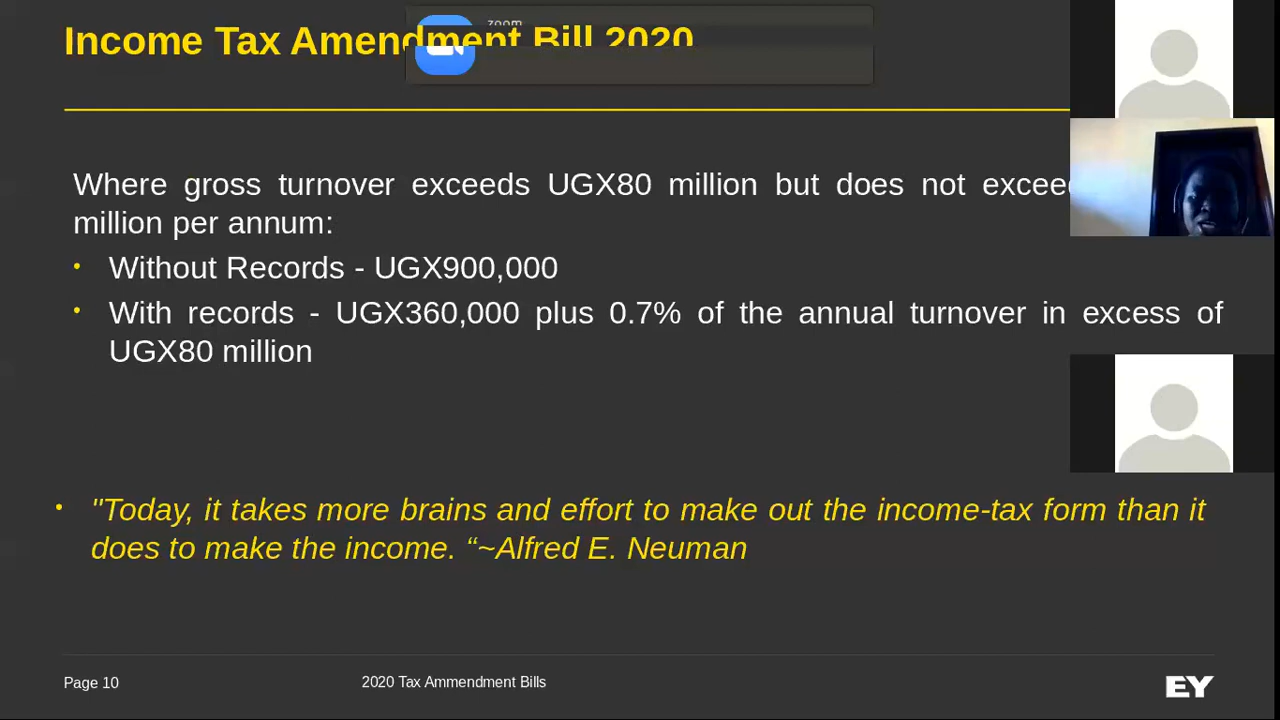 Income Tax Amendment Bill 2020
zoom
Where gross turnover exceeds UGX80 million but does not exceed
million per annum:
• Without Records - UGX900,000
• With records - UGX360,000 plus 0.7% of the annual turnover in excess of
UGX80 million
• "Today, it takes more brains and effort to make out the income-tax form than it
does to make the income. “~Alfred E. Neuman
Page 10
2020 Tax Ammendment Bills
EY